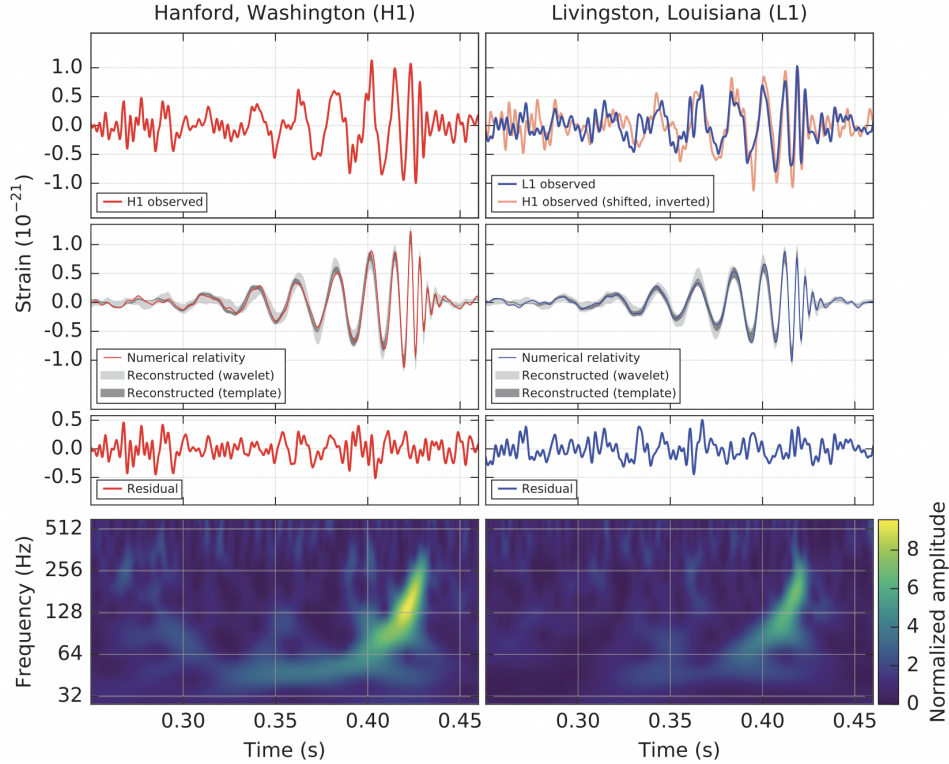 Hanford, Washington (H1)
Livingston, Louisiana (L1)
Strain (10⁻²¹)
1.0
0.5
0.0
-0.5
-1.0
H1 observed
L1 observed
H1 observed (shifted, inverted)
1.0
0.5
0.0
-0.5
-1.0
Numerical relativity
Reconstructed (wavelet)
Reconstructed (template)
Numerical relativity
Reconstructed (wavelet)
Reconstructed (template)
0.5
0.0
-0.5
Residual
Residual
Frequency (Hz)
512
256
128
64
32
0.30
0.35
0.40
0.45
Time (s)
0.30
0.35
0.40
0.45
Time (s)
8
6
4
2
0
Normalized amplitude